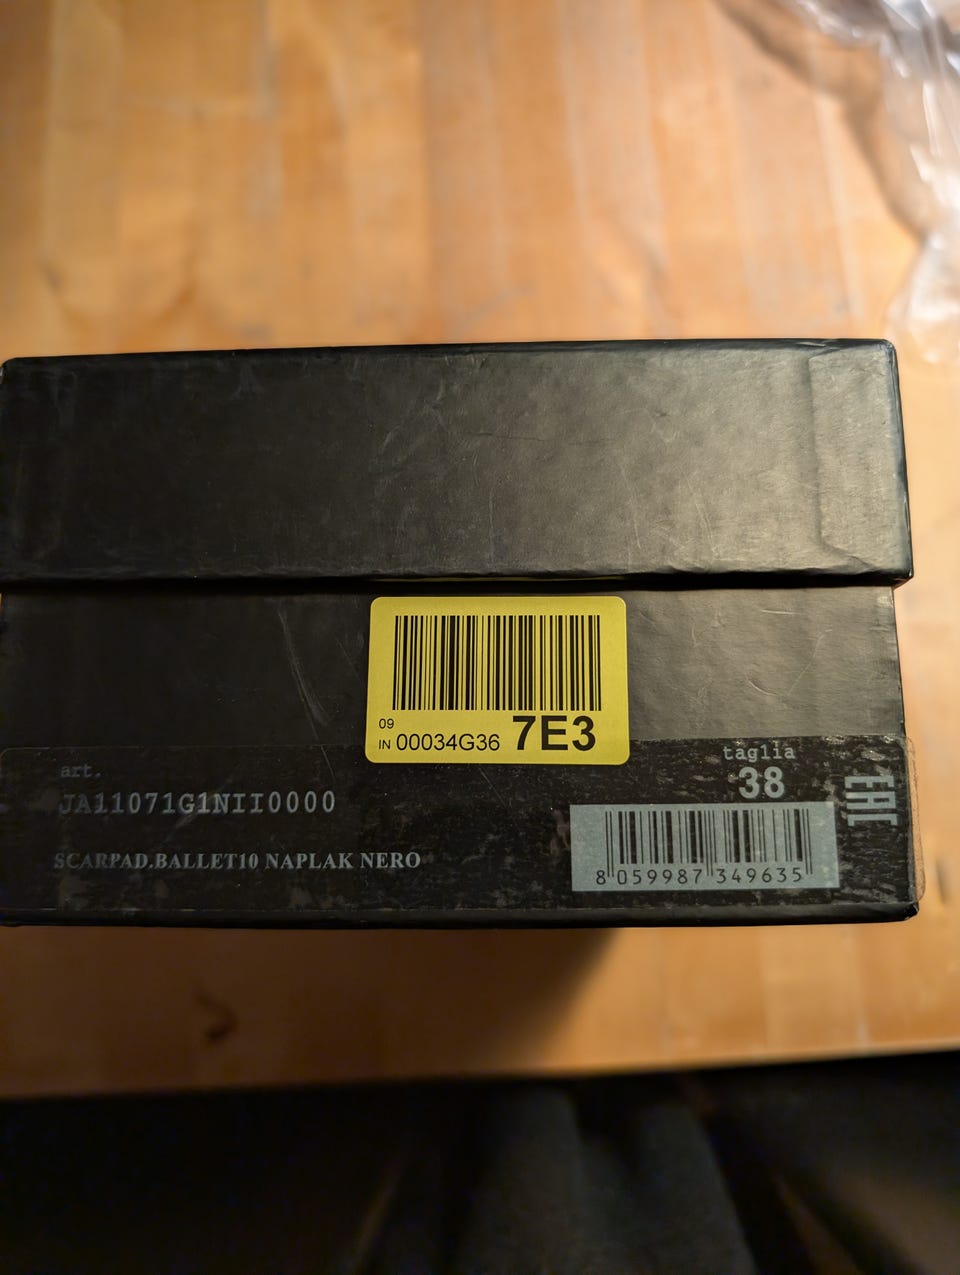 09
IN 00034G36 7E3
art.
JA11071G1NII0000
SCARPAD.BALLET10 NAPLAK NERO
taglia
38
8 059987 349635
EAC